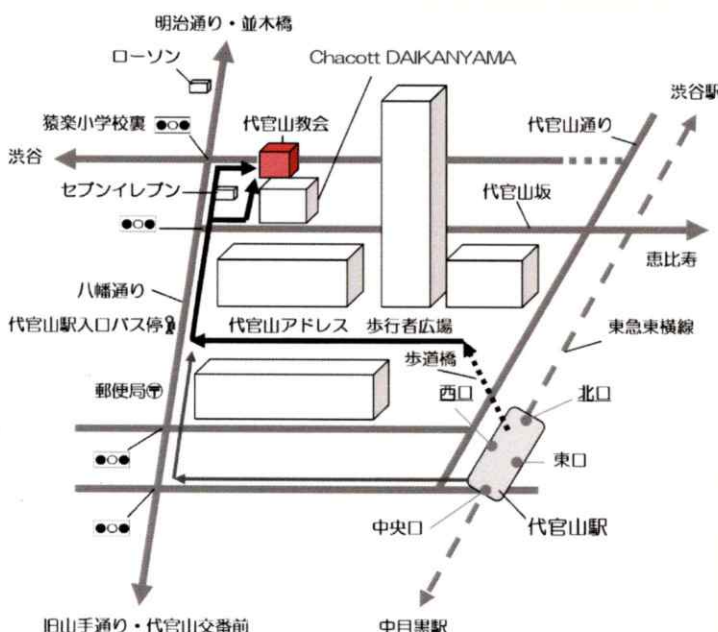 明治通り・並木橋
ローソン
Chacott DAIKANYAMA
渋谷駅
猿楽小学校裏
代官山教会
代官山通り
渋谷
セブンイレブン
代官山坂
恵比寿
八幡通り
代官山駅入口バス停
代官山アドレス
歩行者広場
東急東横線
歩道橋
郵便局〒
西口
北口
東口
中央口
代官山駅
旧山手通り・代官山交番前
中目黒駅